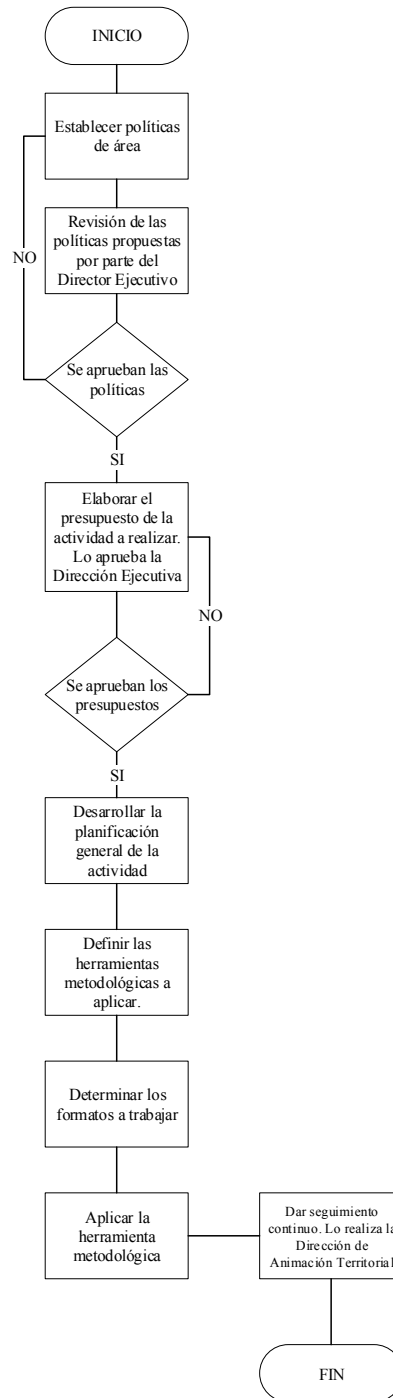 INICIO
Establecer políticas
de área
Revisión de las
políticas propuestas
por parte del
Director Ejecutivo
NO
Se aprueban las
políticas
SI
Elaborar el
presupuesto de la
actividad a realizar.
Lo aprueba la
Dirección Ejecutiva
NO
Se aprueban los
presupuestos
SI
Desarrollar la
planificación
general de la
actividad
Definir las
herramientas
metodológicas a
aplicar.
Determinar los
formatos a trabajar
Aplicar la
herramienta
metodológica
Dar seguimiento
continuo. Lo realiza la
Dirección de
Animación Territorial
FIN